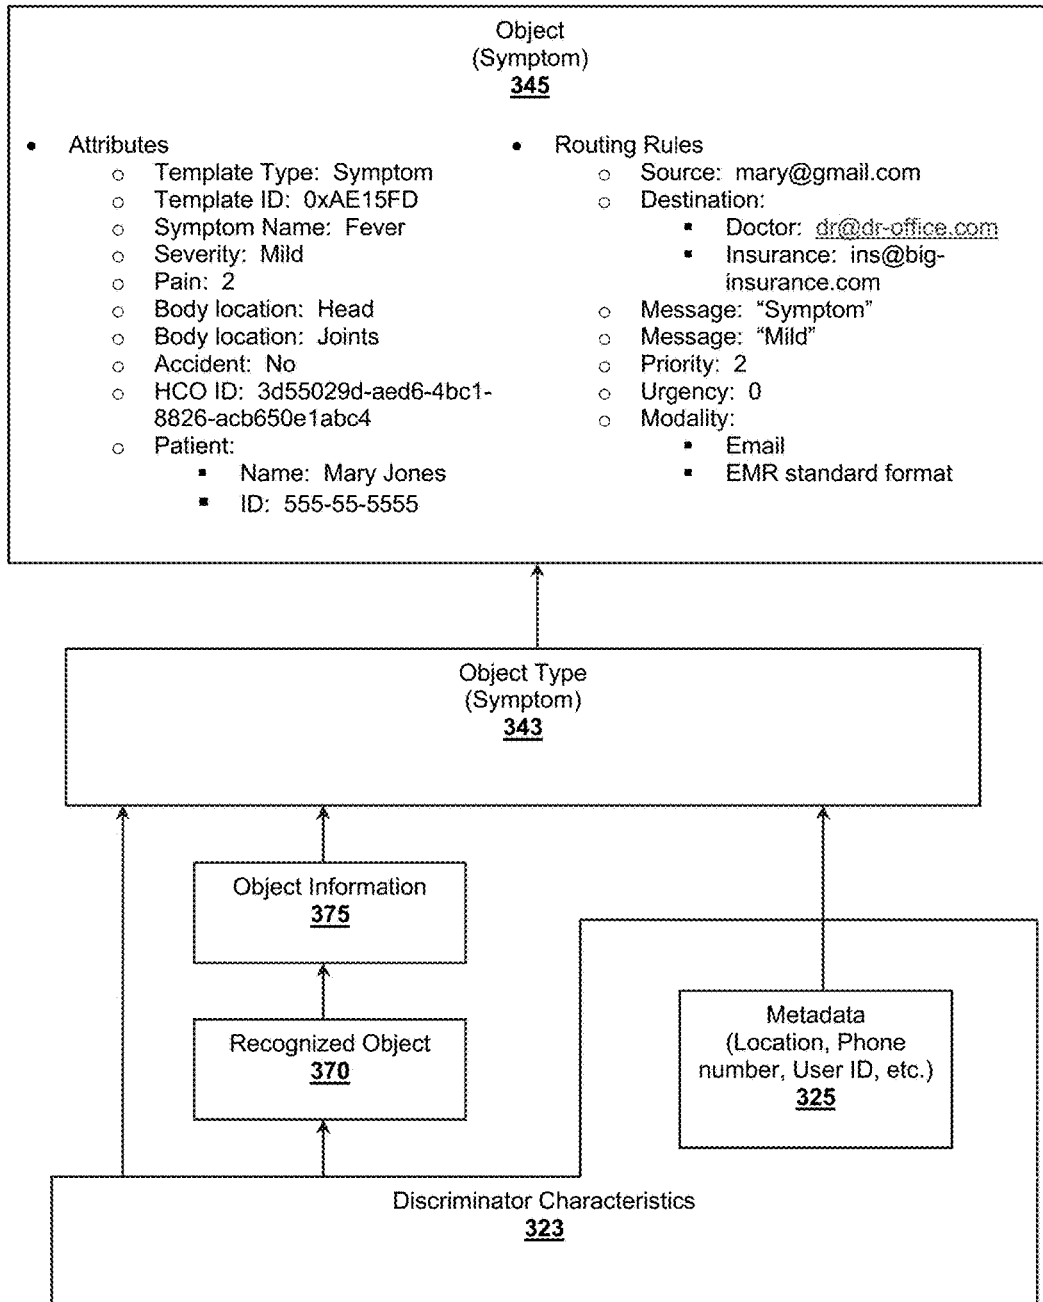 Object
(Symptom)
345
• Attributes
o Template Type: Symptom
o Template ID: 0xAE15FD
o Symptom Name: Fever
o Severity: Mild
o Pain: 2
o Body location: Head
o Body location: Joints
o Accident: No
o HCO ID: 3d55029d-aed6-4bc1-
8826-acb650e1abc4
o Patient:
▪ Name: Mary Jones
▪ ID: 555-55-5555
• Routing Rules
o Source: mary@gmail.com
o Destination:
▪ Doctor: dr@dr-office.com
▪ Insurance: ins@big-
insurance.com
o Message: “Symptom”
o Message: “Mild”
o Priority: 2
o Urgency: 0
o Modality:
▪ Email
▪ EMR standard format
Object Type
(Symptom)
343
Object Information
375
Recognized Object
370
Metadata
(Location, Phone
number, User ID, etc.)
325
Discriminator Characteristics
323